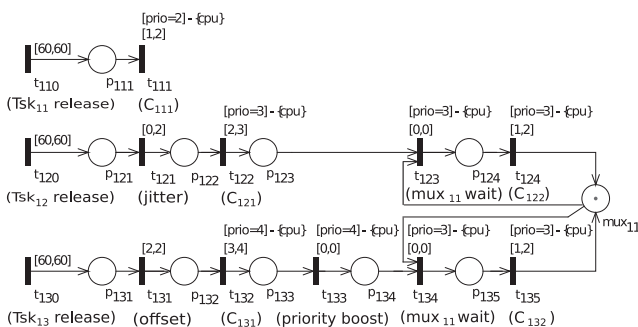 [prio=2]-{cpu}
[60,60] [1,2]
t110 p111 t111
(Tsk11 release) (C111)
[prio=3]-{cpu} [prio=3]-{cpu} [prio=3]-{cpu}
[60,60] [0,2] [2,3] [0,0] [1,2]
t120 p121 t121 p122 t122 p123 t123 p124 t124
(Tsk12 release) (jitter) (C121) (mux11 wait) (C122)
mux11
[prio=4]-{cpu} [prio=4]-{cpu} [prio=3]-{cpu} [prio=3]-{cpu}
[60,60] [2,2] [3,4] [0,0] [0,0] [1,2]
t130 p131 t131 p132 t132 p133 t133 p134 t134 p135 t135
(Tsk13 release) (offset) (C131) (priority boost) (mux11 wait) (C132)